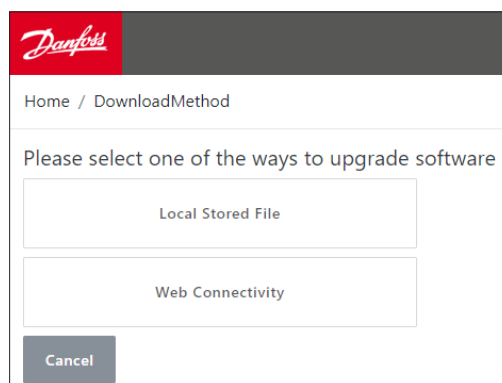 Danfoss
Home / DownloadMethod
Please select one of the ways to upgrade software
Local Stored File
Web Connectivity
Cancel